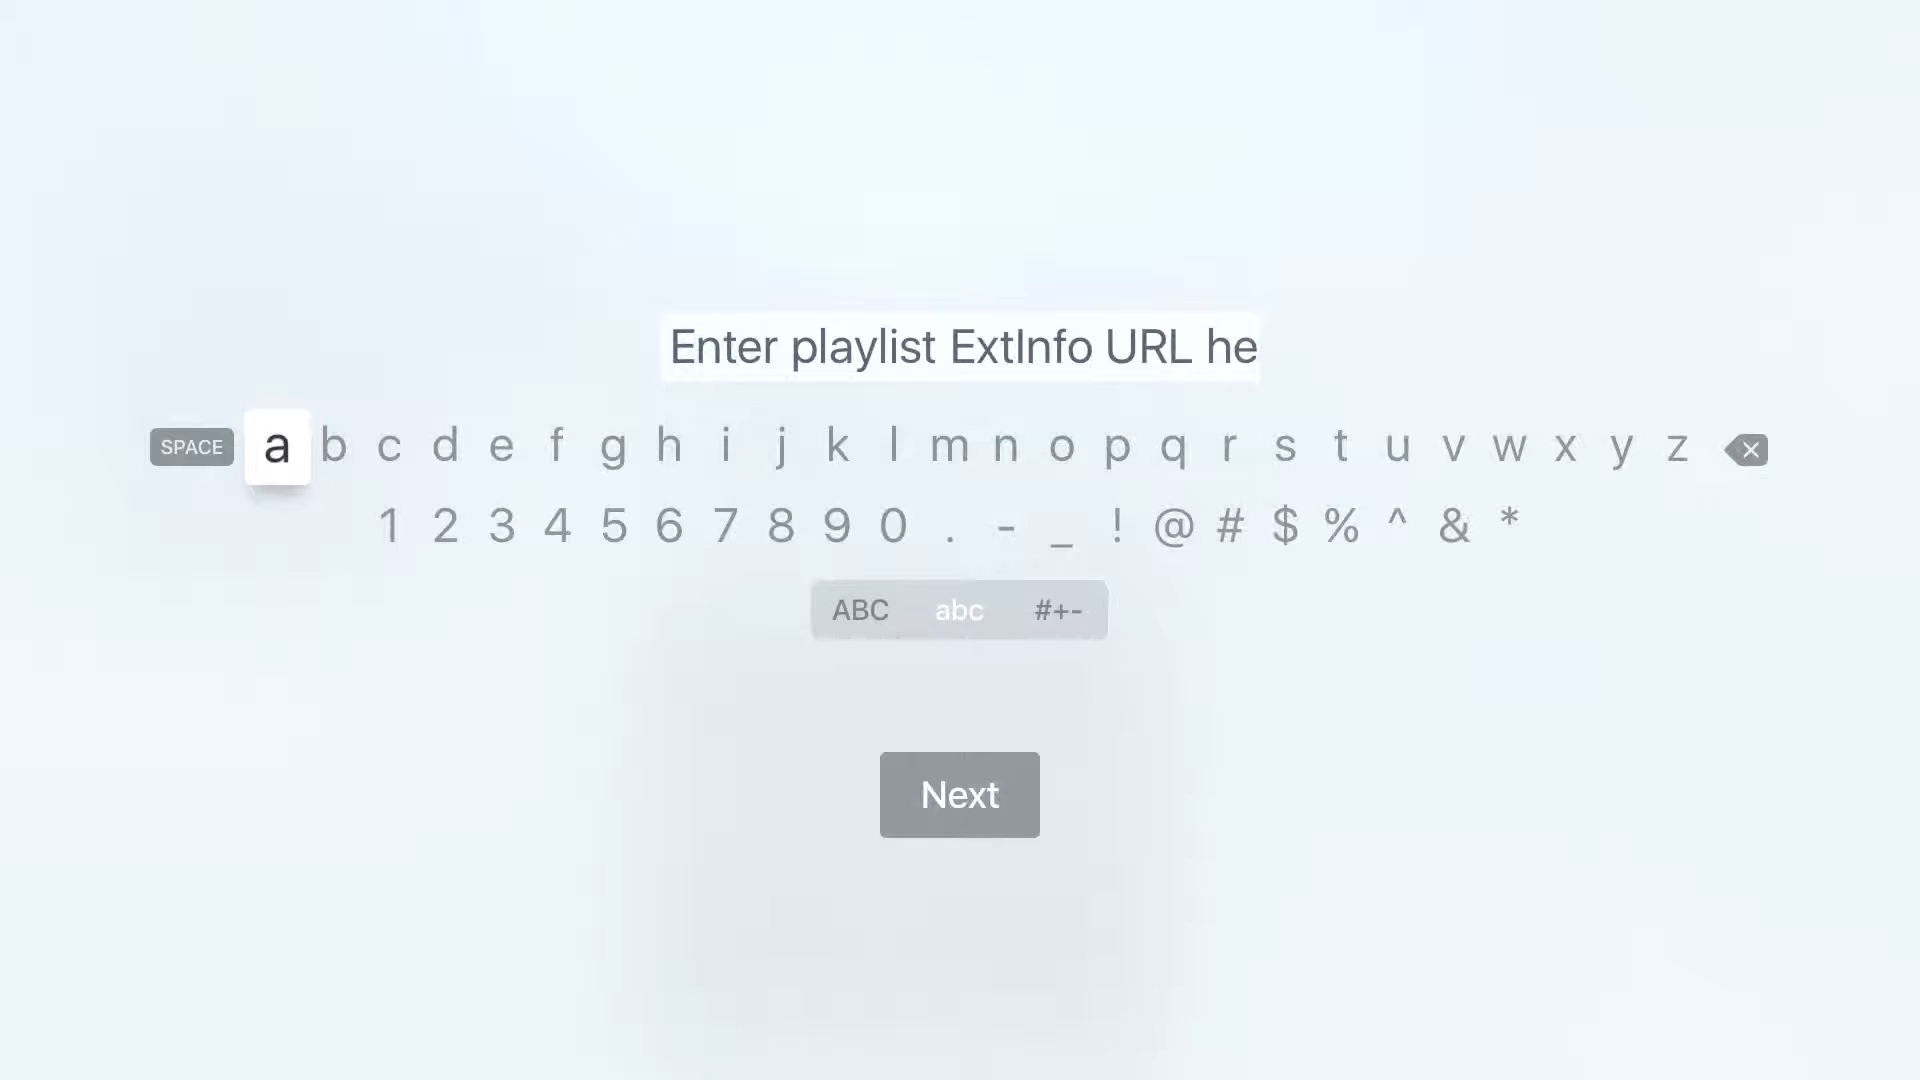 Enter playlist ExtInfo URL he
SPACE a b c d e f g h i j k l m n o p q r s t u v w x y z
1 2 3 4 5 6 7 8 9 0 . - _ ! @ # $ % ^ & *
ABC abc #+-
Next